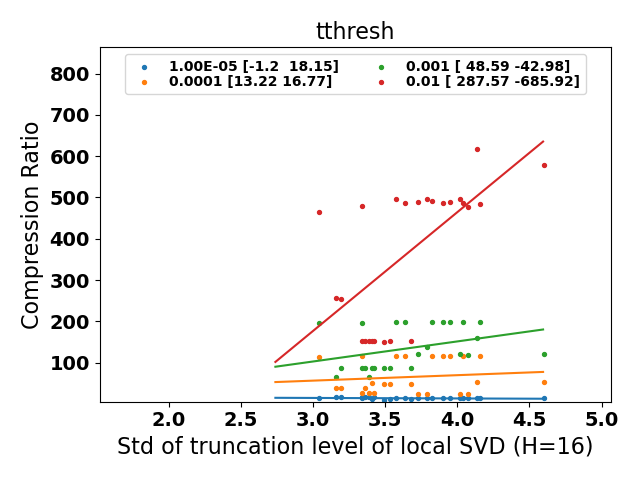 tthresh
1.00E-05 [-1.2  18.15]
0.0001 [13.22 16.77]
0.001 [ 48.59 -42.98]
0.01 [ 287.57 -685.92]
Compression Ratio
800
700
600
500
400
300
200
100
2.0 2.5 3.0 3.5 4.0 4.5 5.0
Std of truncation level of local SVD (H=16)